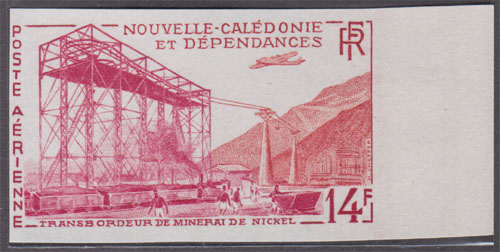 NOUVELLE-CALÉDONIE
ET DÉPENDANCES
RF
POSTE AÉRIENNE
TRANSBORDEUR DE MINERAI DE NICKEL
14F